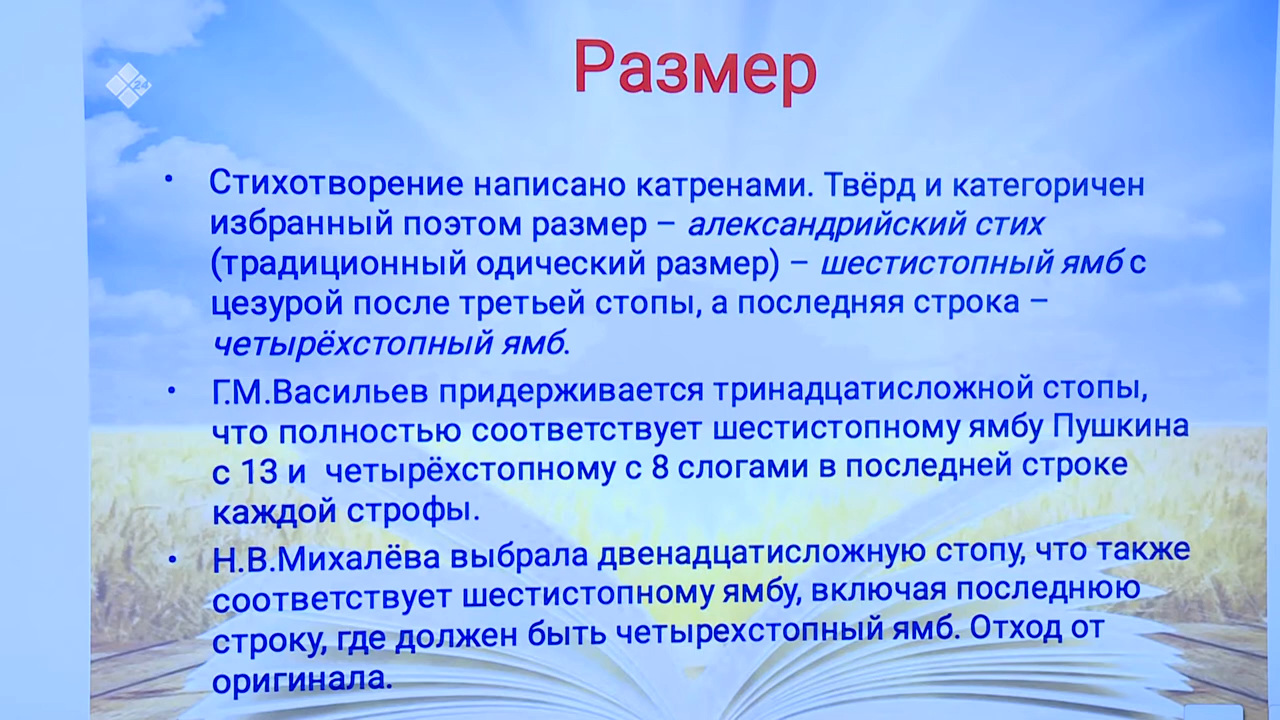 Размер
24
• Стихотворение написано катренами. Твёрд и категоричен
избранный поэтом размер – александрийский стих
(традиционный одический размер) – шестистопный ямб с
цезурой после третьей стопы, а последняя строка –
четырёхстопный ямб.
• Г.М.Васильев придерживается тринадцатисложной стопы,
что полностью соответствует шестистопному ямбу Пушкина
с 13 и четырёхстопному с 8 слогами в последней строке
каждой строфы.
• Н.В.Михалёва выбрала двенадцатисложную стопу, что также
соответствует шестистопному ямбу, включая последнюю
строку, где должен быть четырехстопный ямб. Отход от
оригинала.